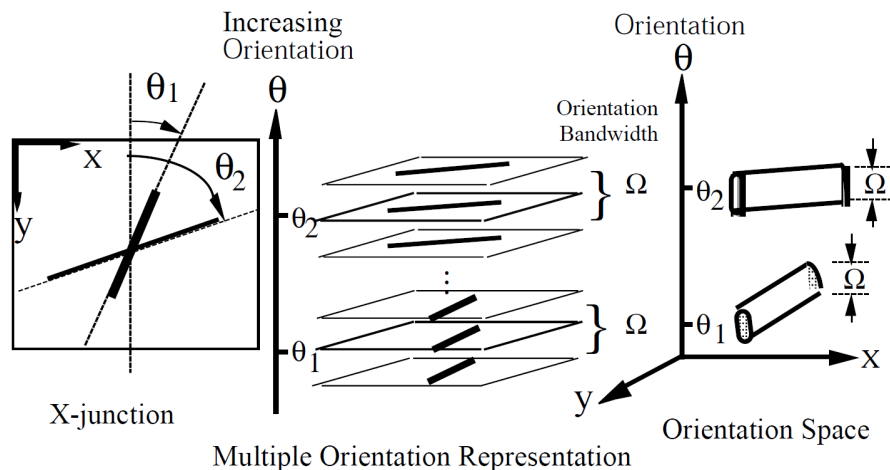 Increasing
Orientation
θ
θ1
x
θ2
y
X-junction
θ2
θ1
Orientation
Bandwidth
} Ω
⋮
} Ω
Multiple Orientation Representation
Orientation
θ
θ2
Ω
Ω
θ1
x
y
Orientation Space